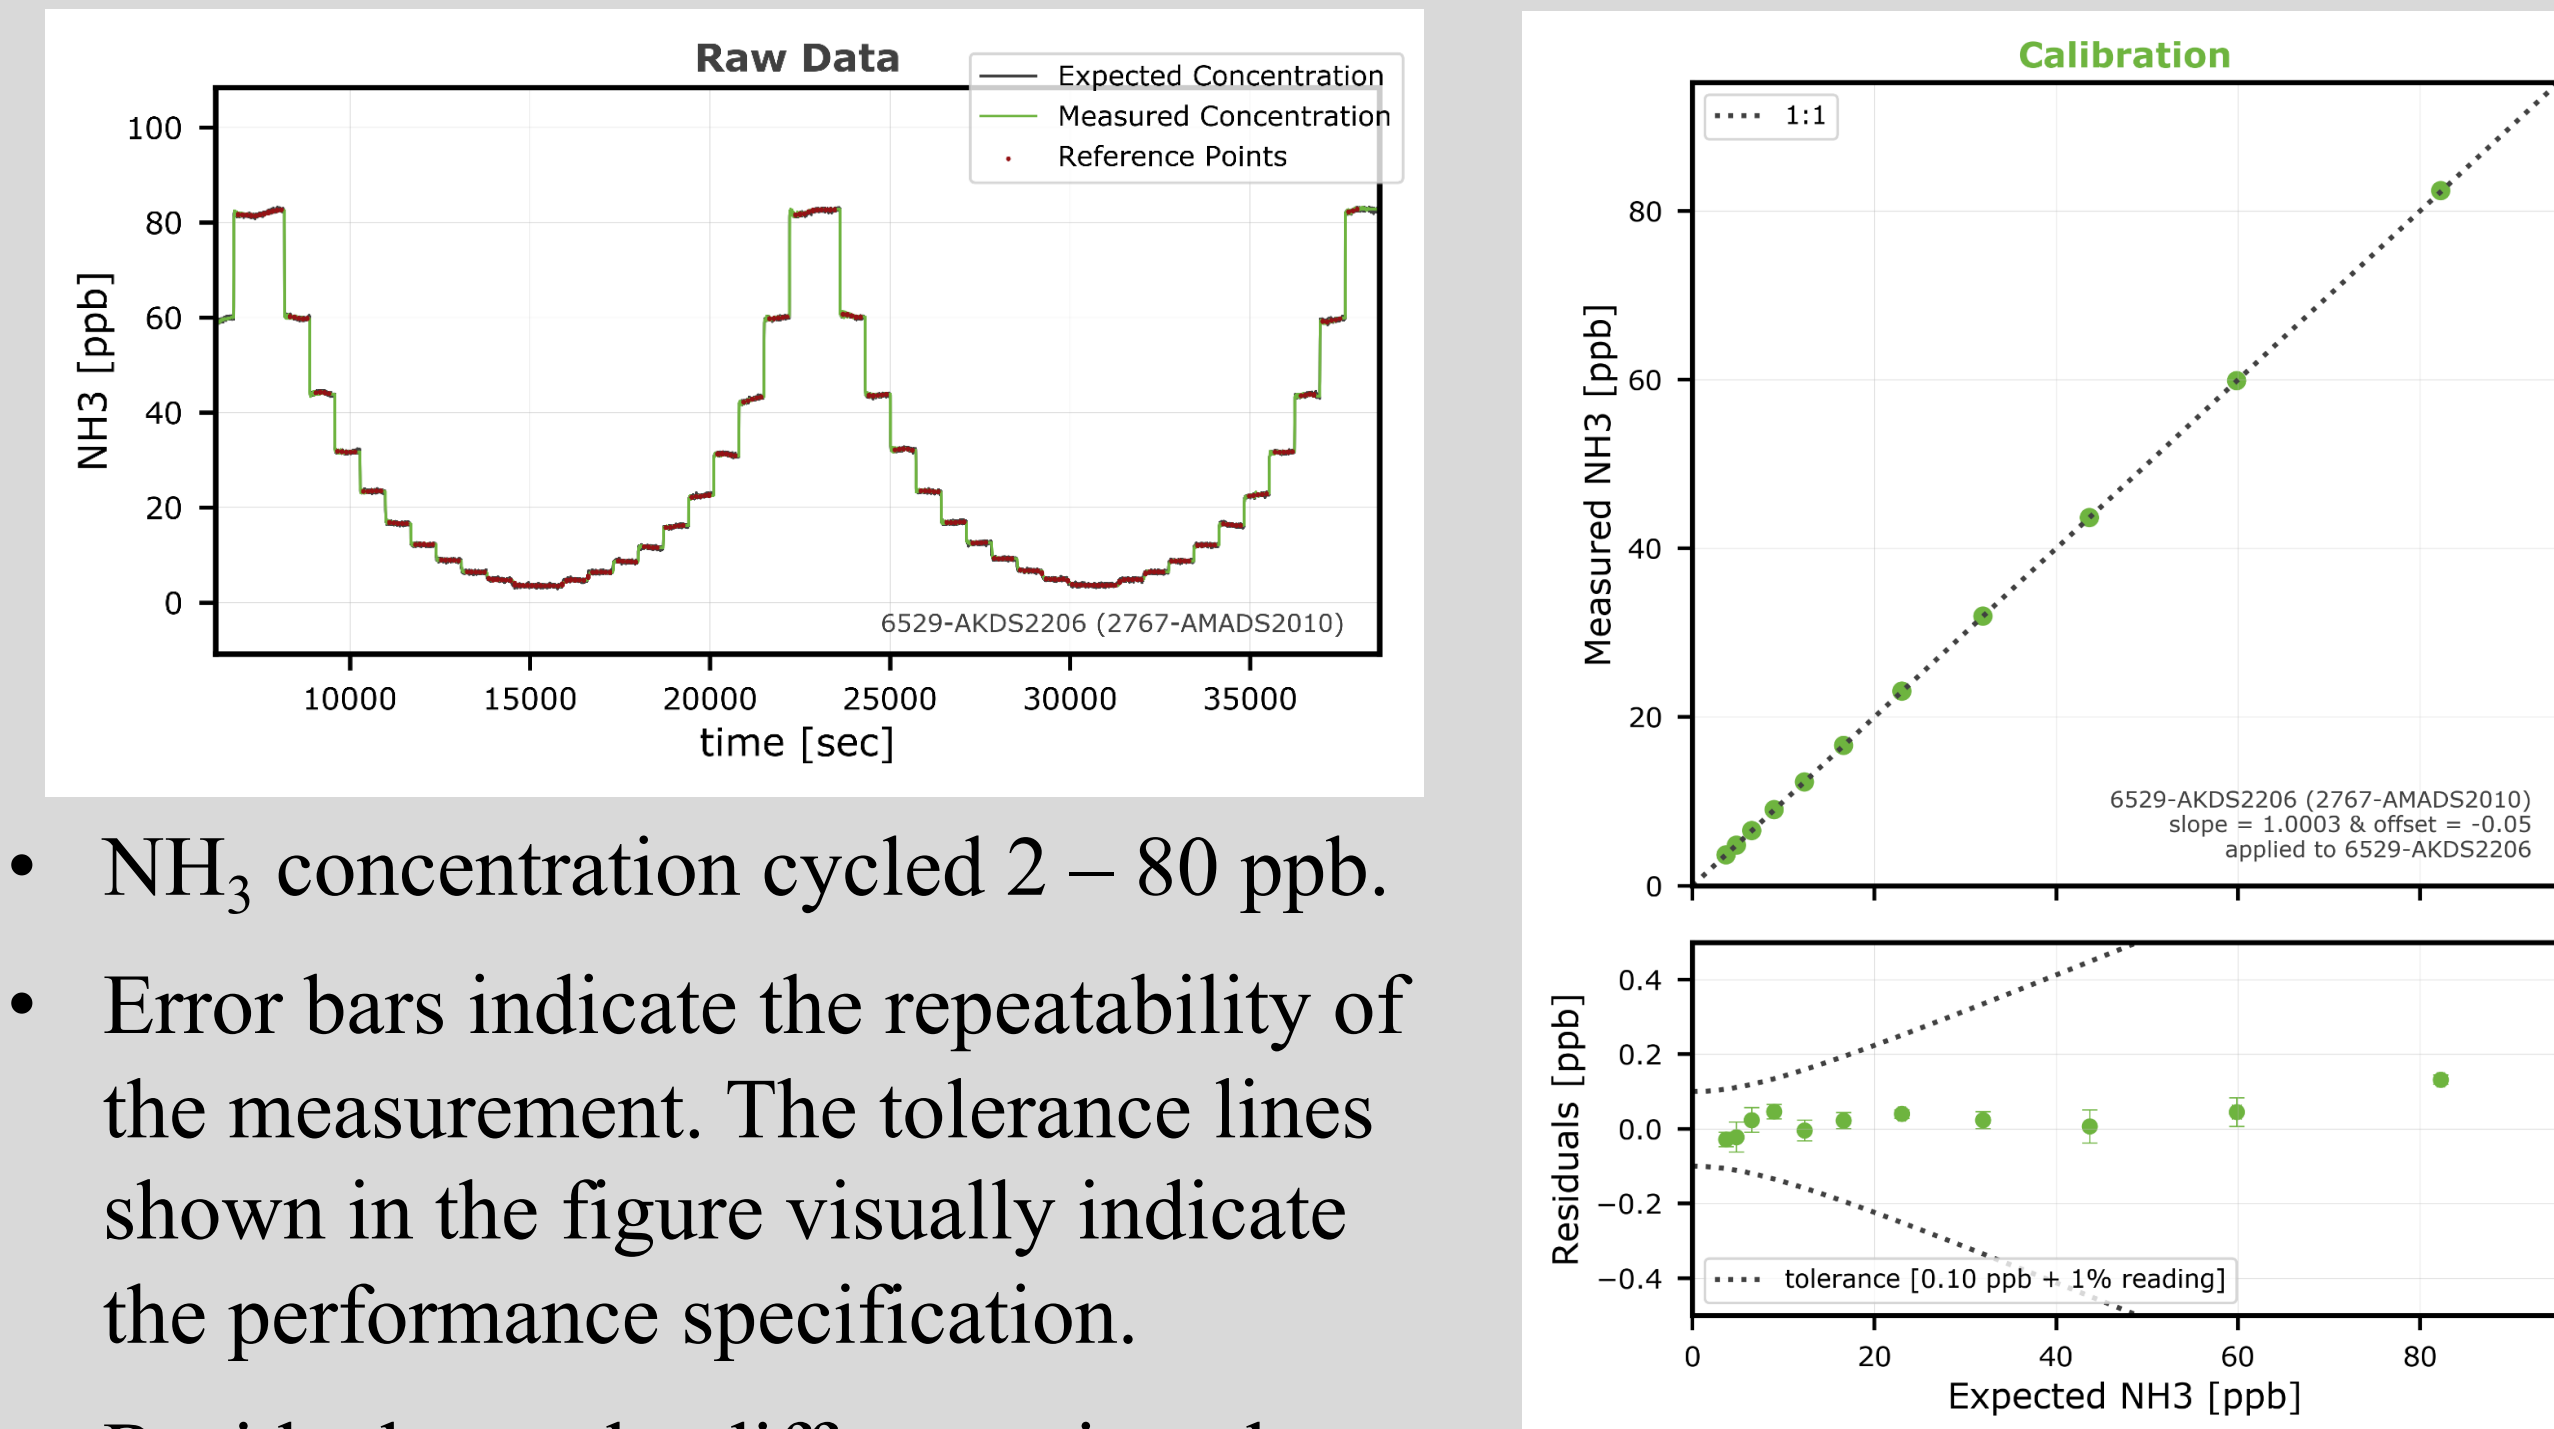 Raw Data
Expected Concentration
Measured Concentration
Reference Points
100
80
60
40
20
0
NH3 [ppb]
6529-AKDS2206 (2767-AMADS2010)
10000 15000 20000 25000 30000 35000
time [sec]
• NH3 concentration cycled 2 – 80 ppb.
• Error bars indicate the repeatability of
the measurement. The tolerance lines
shown in the figure visually indicate
the performance specification.
Calibration
1:1
80
60
40
20
0
Measured NH3 [ppb]
6529-AKDS2206 (2767-AMADS2010)
slope = 1.0003 & offset = -0.05
applied to 6529-AKDS2206
0.4
0.2
0.0
−0.2
−0.4
Residuals [ppb]
tolerance [0.10 ppb + 1% reading]
0 20 40 60 80
Expected NH3 [ppb]